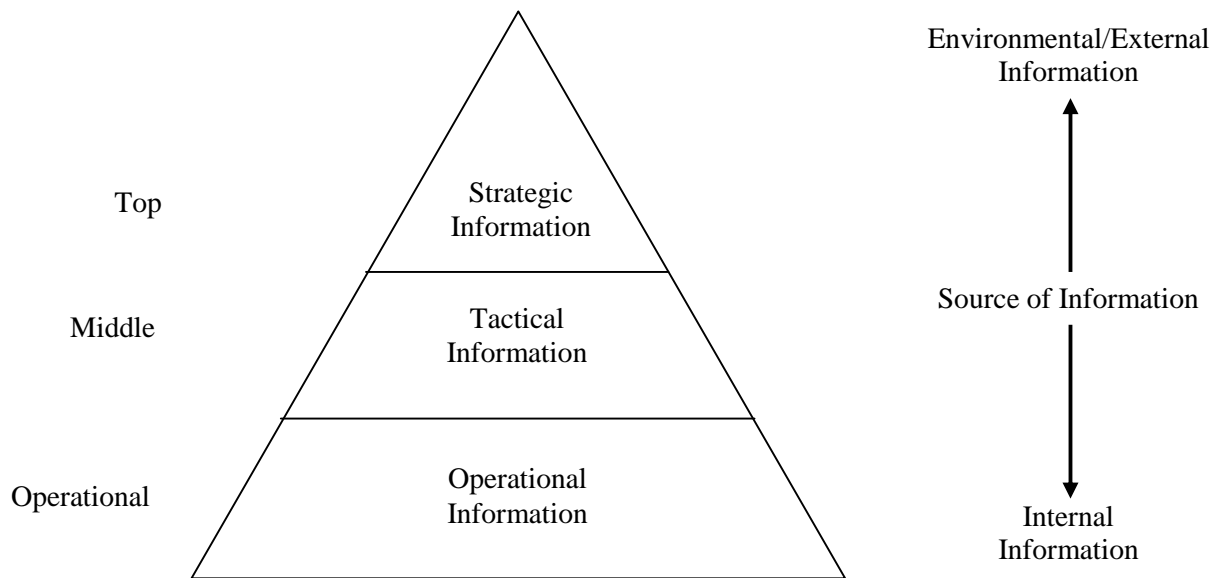 Environmental/External
Information
Top
Strategic
Information
Source of Information
Middle
Tactical
Information
Operational
Operational
Information
Internal
Information